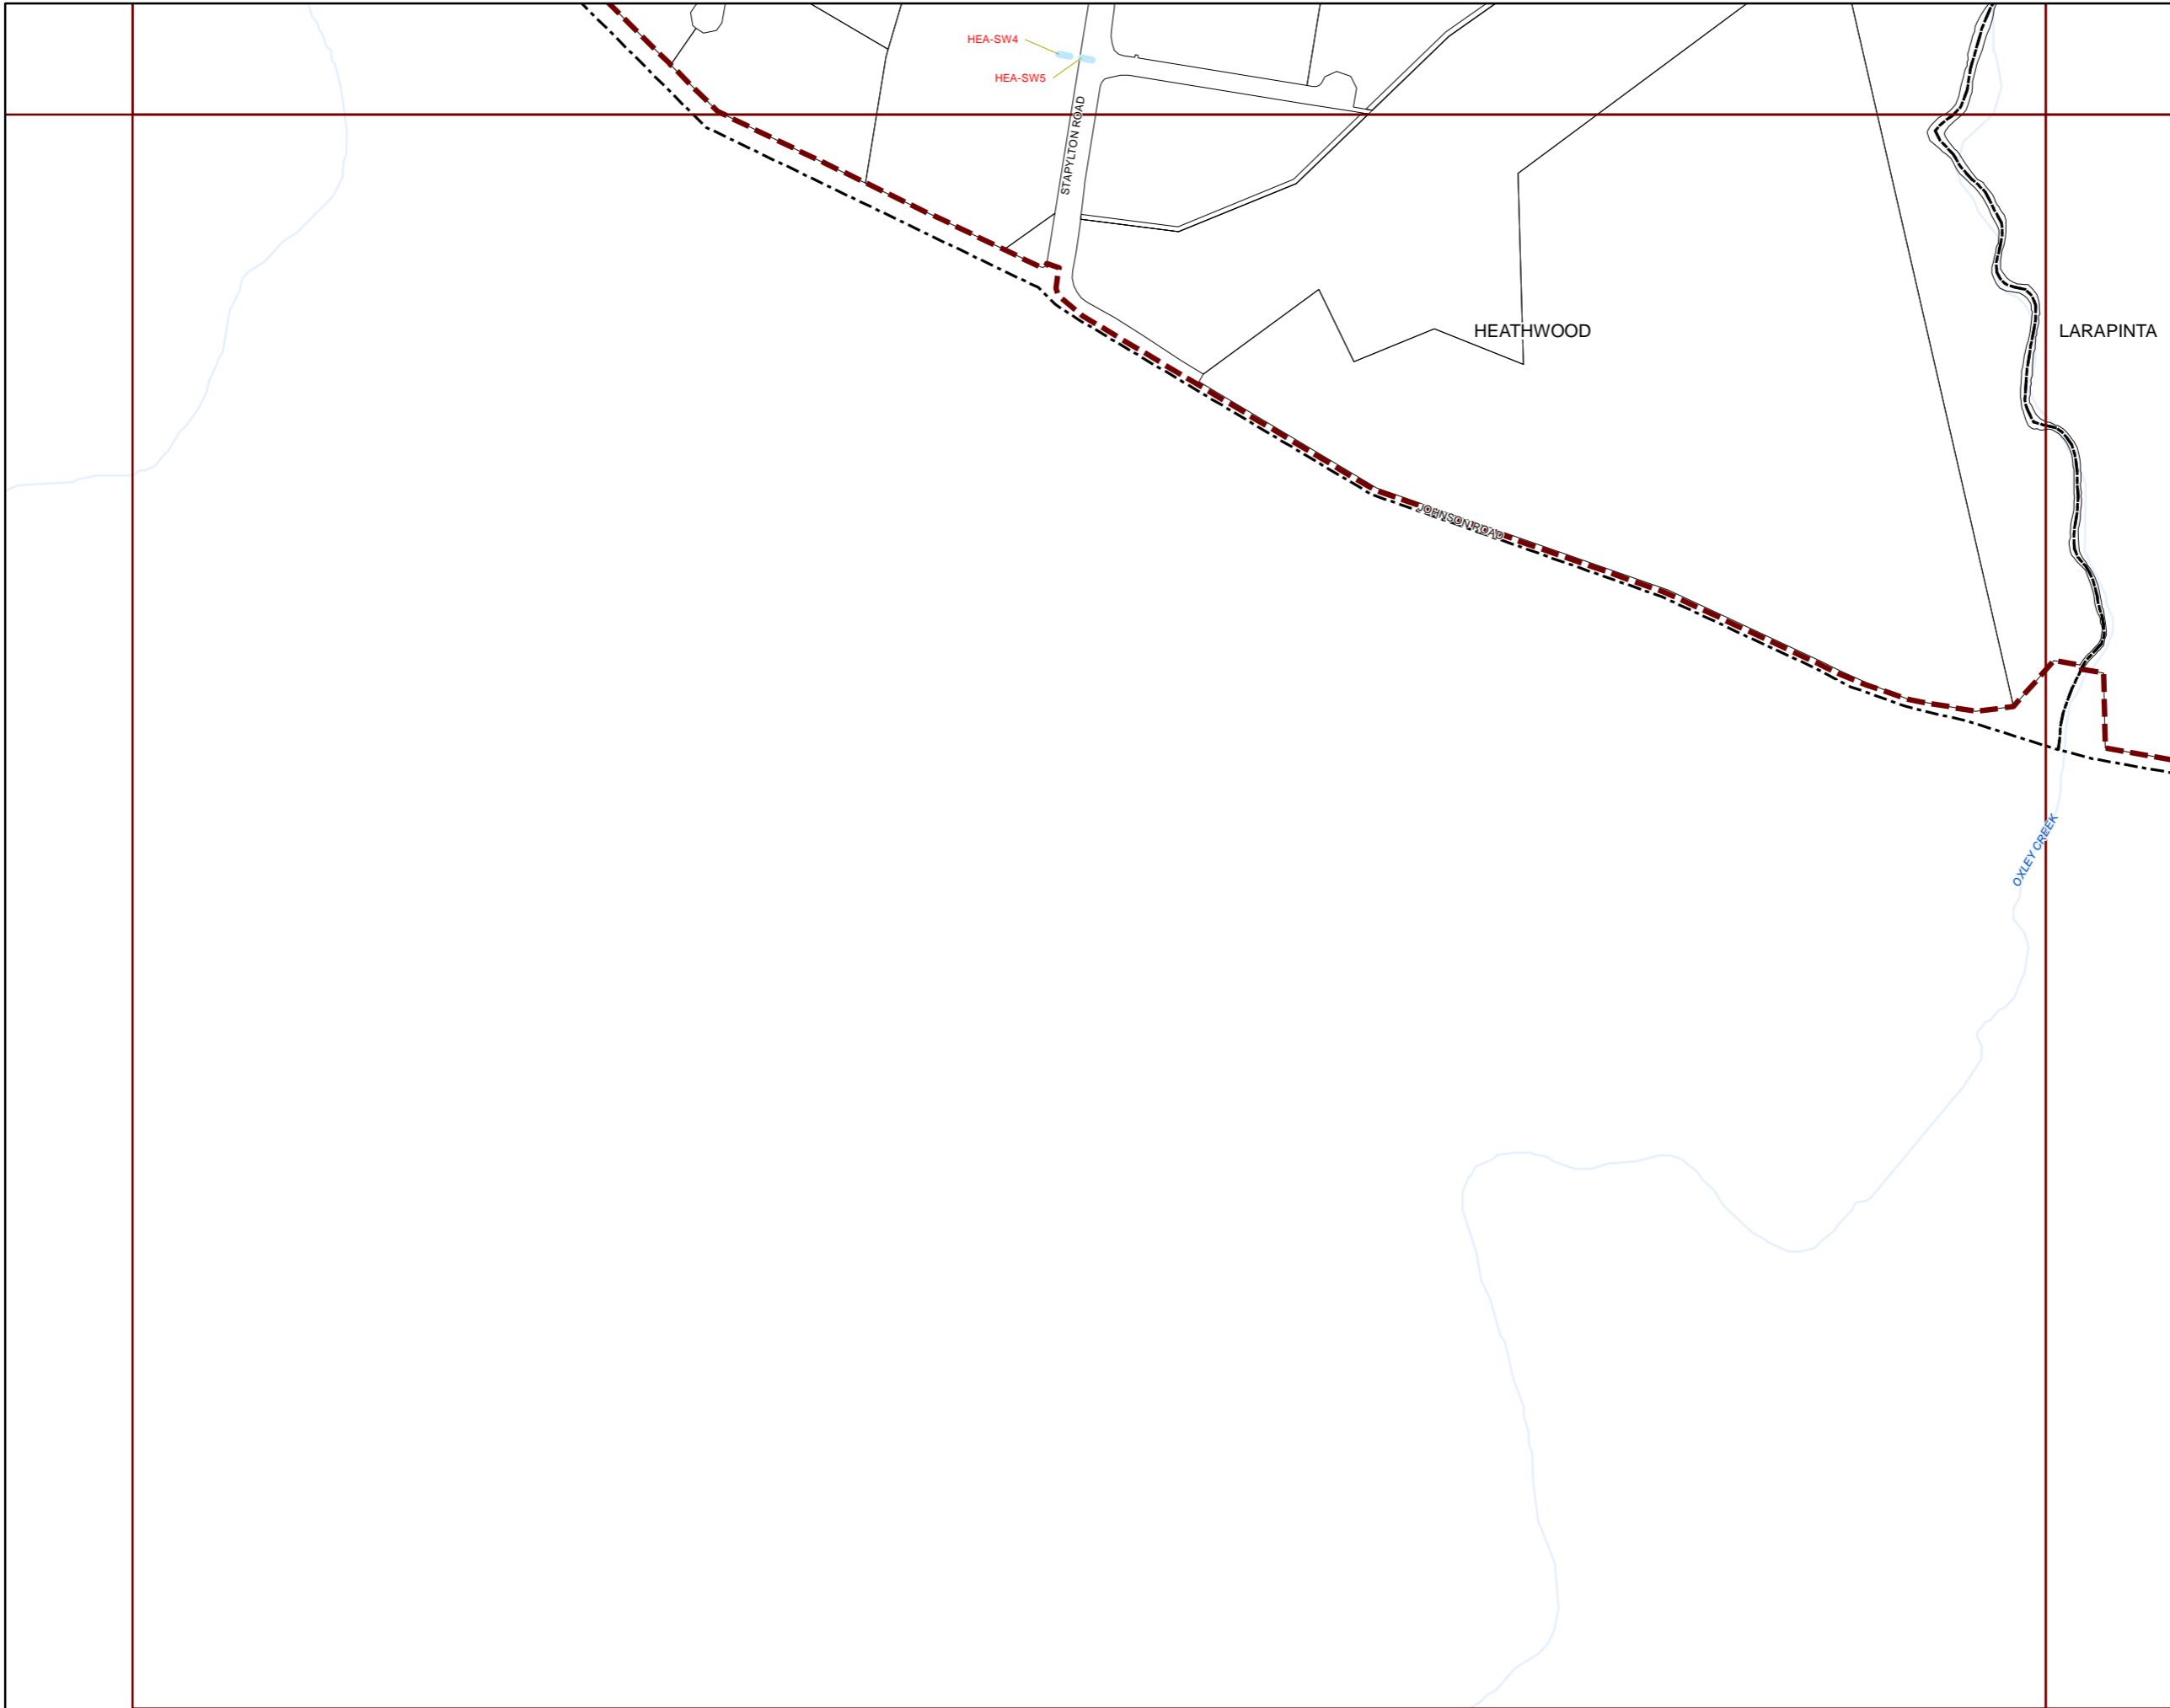 HEA-SW4
HEA-SW5
STAPYLTON ROAD
HEATHWOOD
LARAPINTA
JOHNSON ROAD
OXLEY CREEK